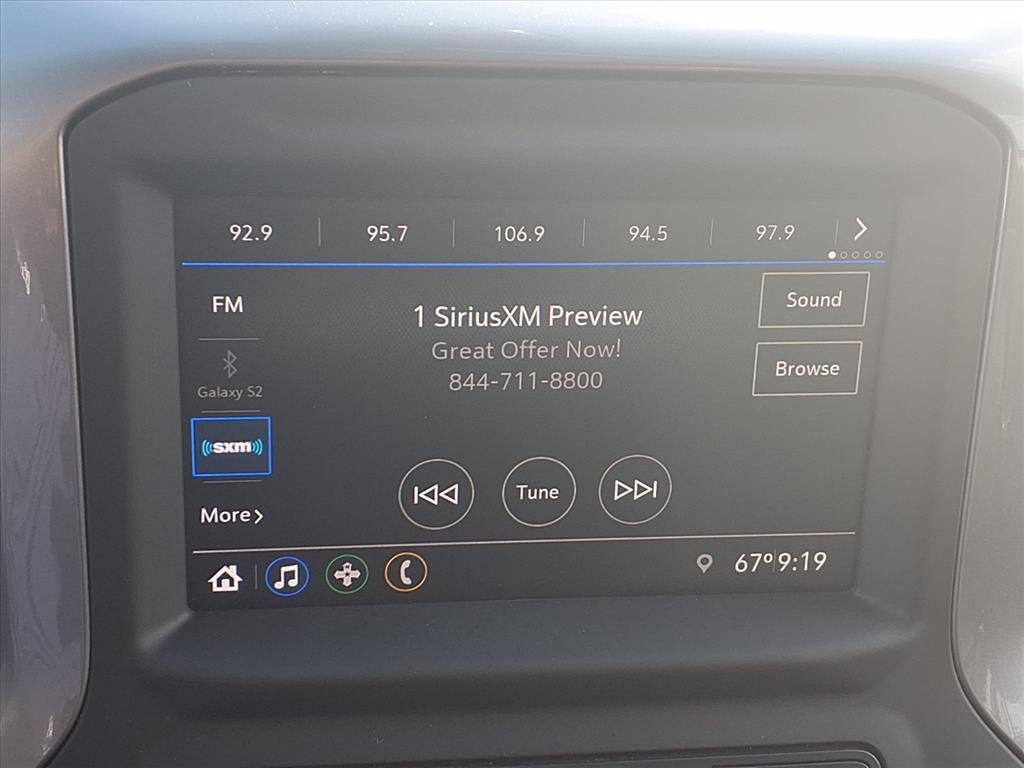 92.9 95.7 106.9 94.5 97.9
FM
1 SiriusXM Preview
Sound
Great Offer Now!
844-711-8800
Browse
Galaxy S2
((sxm))
Tune
More
67° 9:19